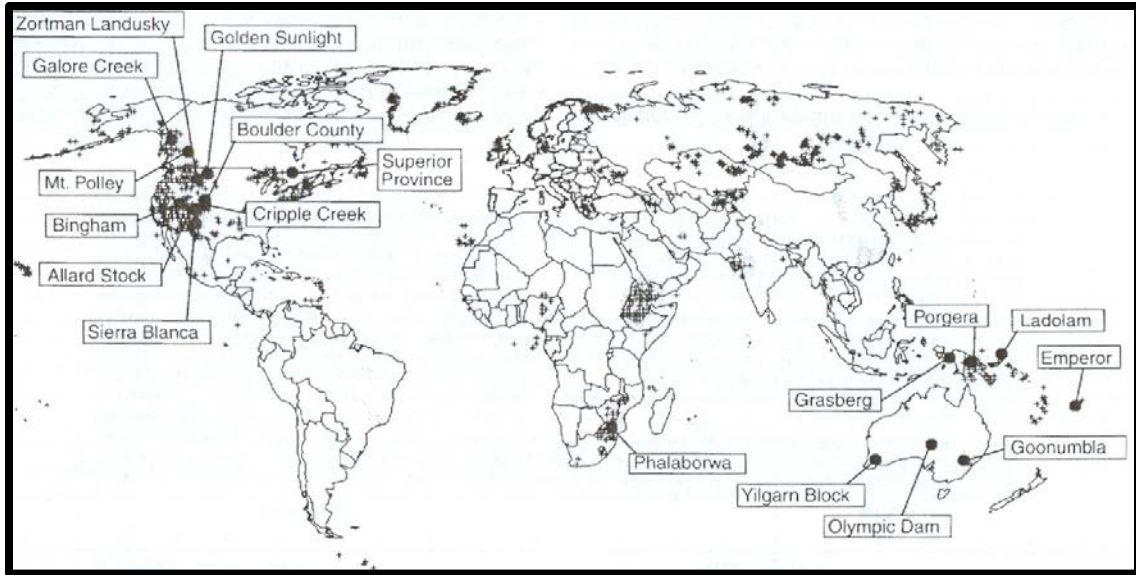 Zortman Landusky
Golden Sunlight
Galore Creek
Boulder County
Superior
Province
Mt. Polley
Bingham
Cripple Creek
Allard Stock
Sierra Blanca
Porgera
Ladolam
Emperor
Grasberg
Goonumbla
Phalaborwa
Yilgarn Block
Olympic Dam